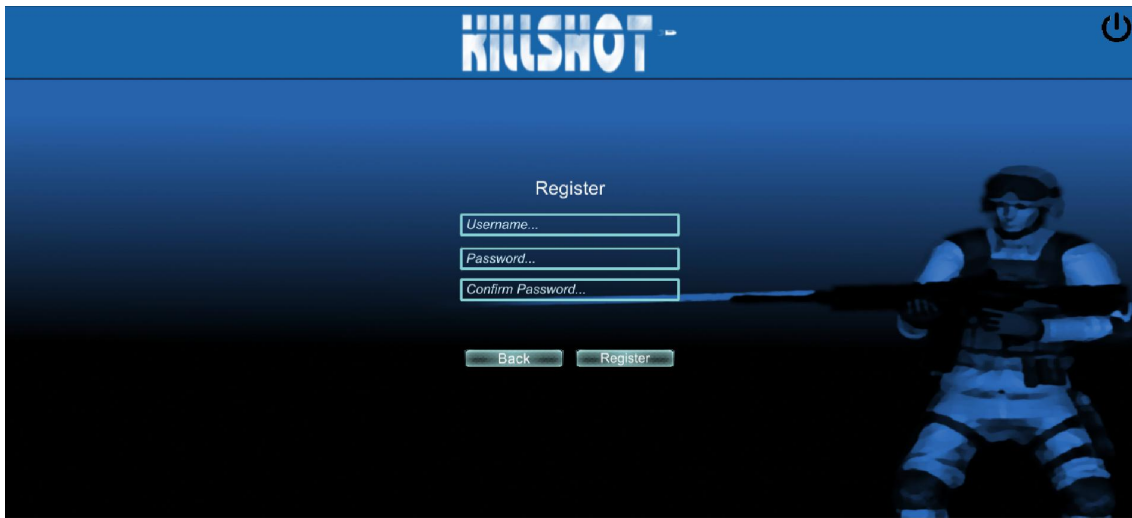 KILLSHOT
Register
Username...
Password...
Confirm Password...
Back Register